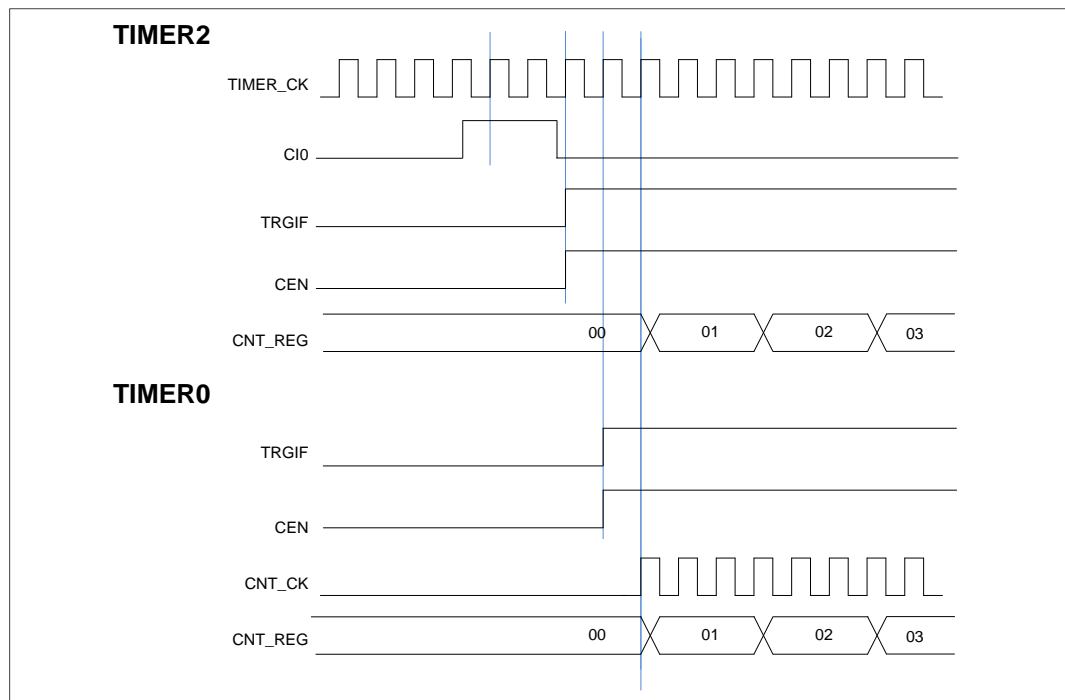 TIMER2
TIMER_CK
CI0
TRGIF
CEN
CNT_REG 00 01 02 03
TIMER0
TRGIF
CEN
CNT_CK
CNT_REG 00 01 02 03